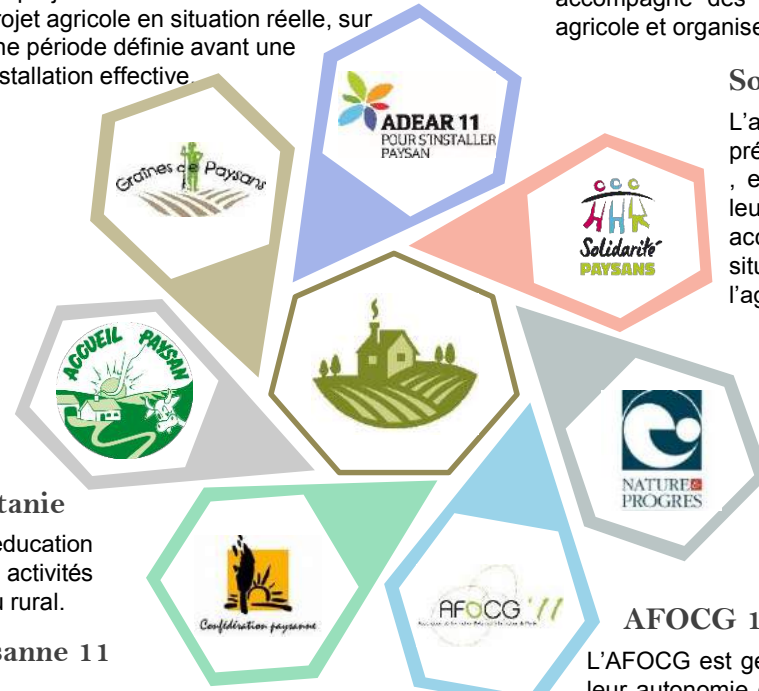 projet agricole en situation réelle, sur
une période définie avant une
installation effective.
accompagne des
agricole et organise
Graines de Paysans
ADEAR 11
POUR S'INSTALLER
PAYSAN
Solidarité
PAYSANS
So
L'a
pré
, e
leu
acc
situ
l'ag
ACCUEIL PAYSAN
NATURE &
PROGRES
tanie
éducation
activités
u rural.
sanne 11
Confédération paysanne
AFOCG '11
AFOCG 1
L'AFOCG est gé
leur autonomie